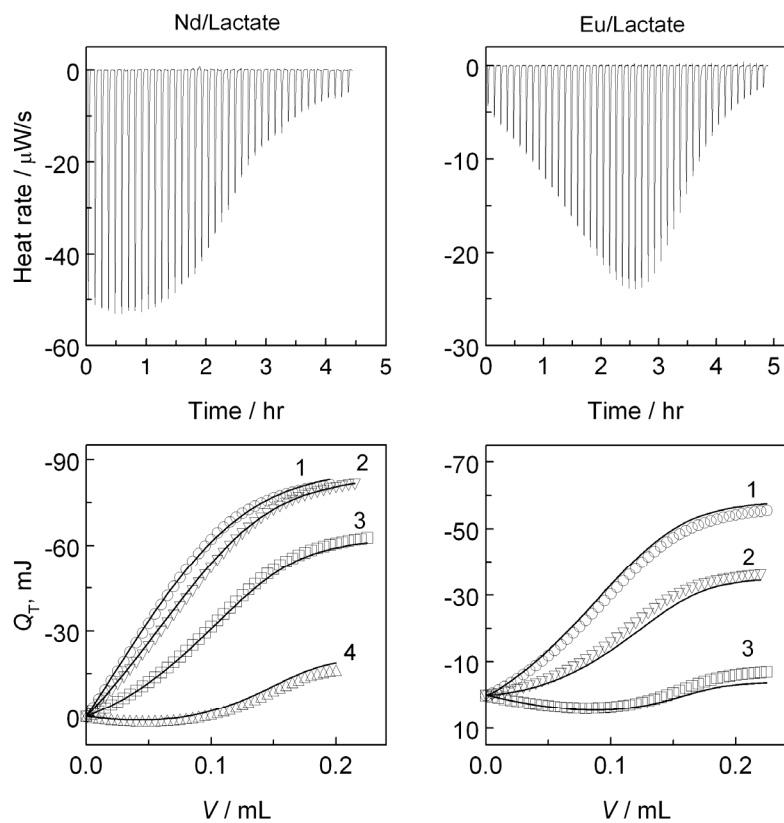 Nd/Lactate
Eu/Lactate
Heat rate / μW/s
0
-20
-40
-60
0 1 2 3 4 5
Time / hr
0
-10
-20
-30
0 1 2 3 4 5
Time / hr
Q_T, mJ
-90
-60
-30
0
1 2
3
4
0.0 0.1 0.2
V / mL
-70
-50
-30
-10
10
1
2
3
0.0 0.1 0.2
V / mL